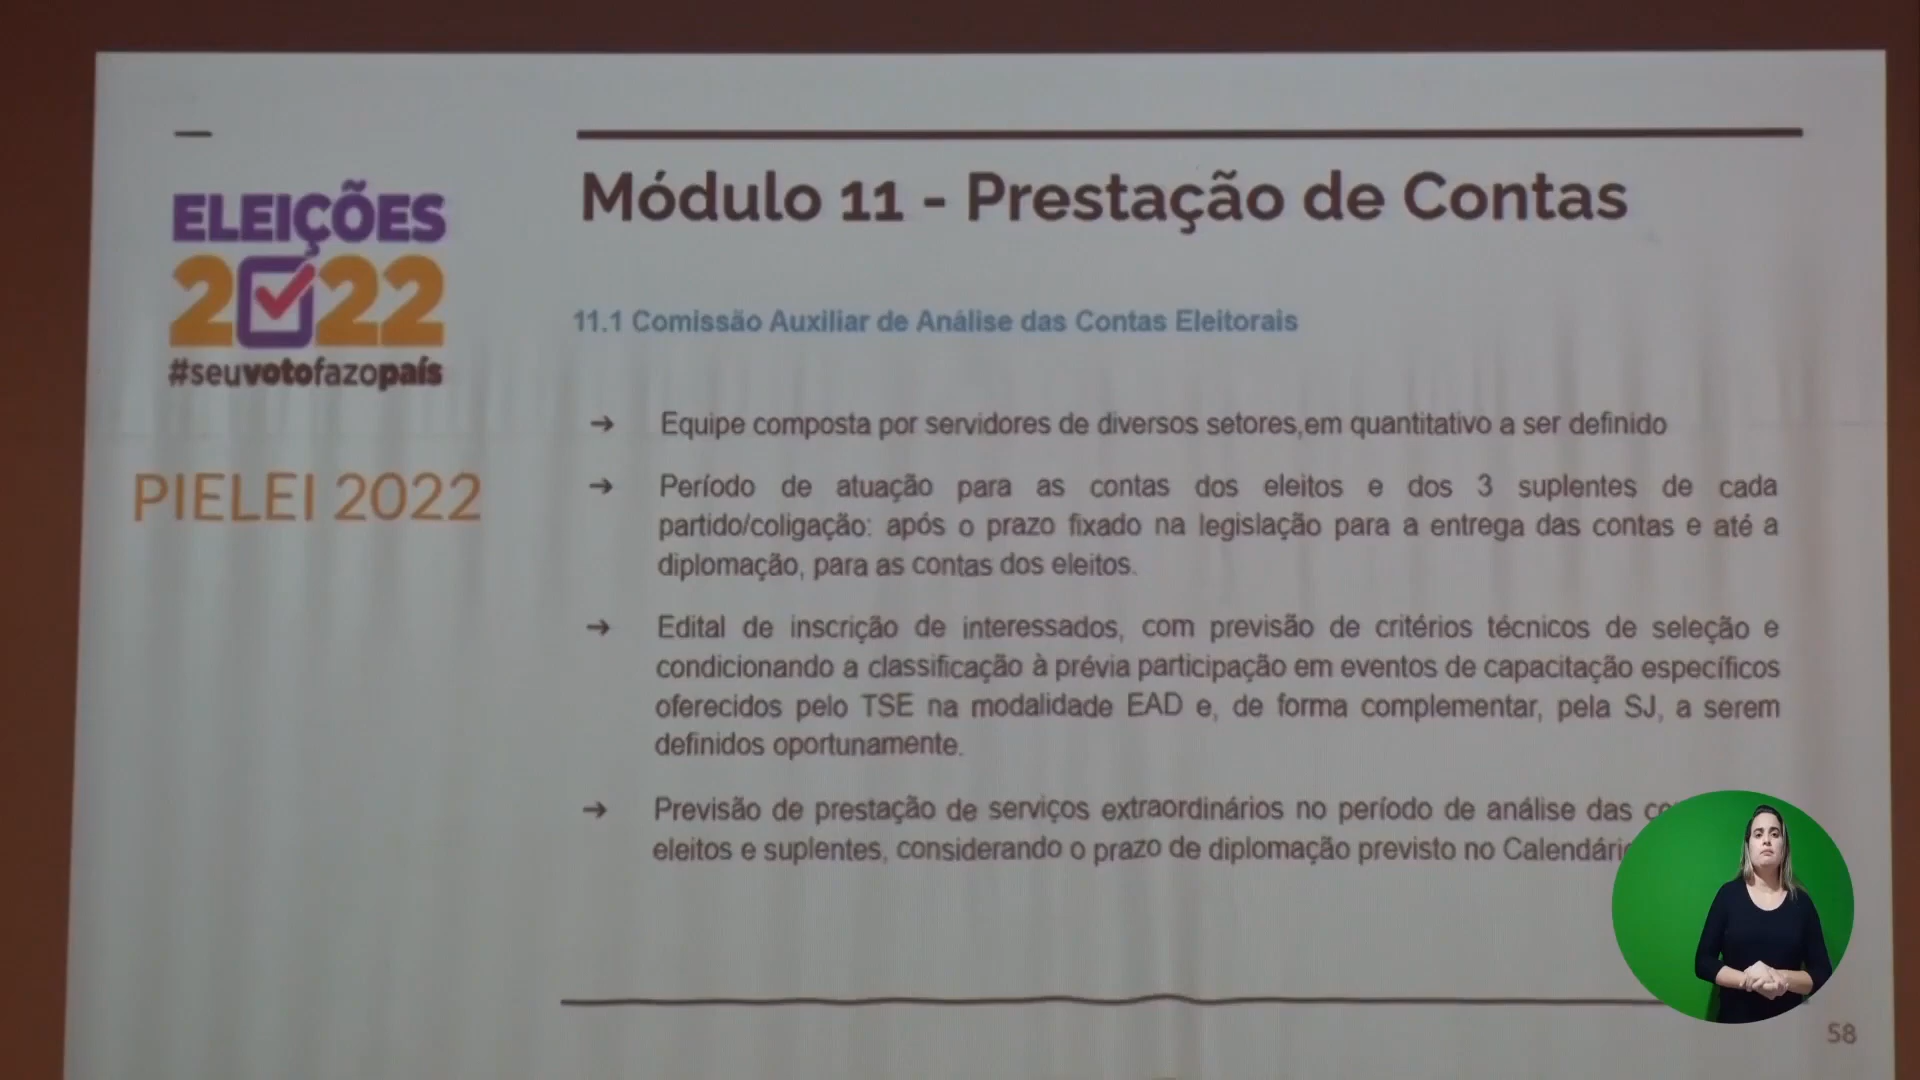 ELEIÇÕES
2022
#seuvotofazopaís
PIELEI 2022
Módulo 11 - Prestação de Contas
11.1 Comissão Auxiliar de Análise das Contas Eleitorais
→ Equipe composta por servidores de diversos setores,em quantitativo a ser definido
→ Período de atuação para as contas dos eleitos e dos 3 suplentes de cada
partido/coligação: após o prazo fixado na legislação para a entrega das contas e até a
diplomação, para as contas dos eleitos.
→ Edital de inscrição de interessados, com previsão de critérios técnicos de seleção e
condicionando a classificação à prévia participação em eventos de capacitação específicos
oferecidos pelo TSE na modalidade EAD e, de forma complementar, pela SJ, a serem
definidos oportunamente.
→ Previsão de prestação de serviços extraordinários no período de análise das
eleitos e suplentes, considerando o prazo de diplomação previsto no
58